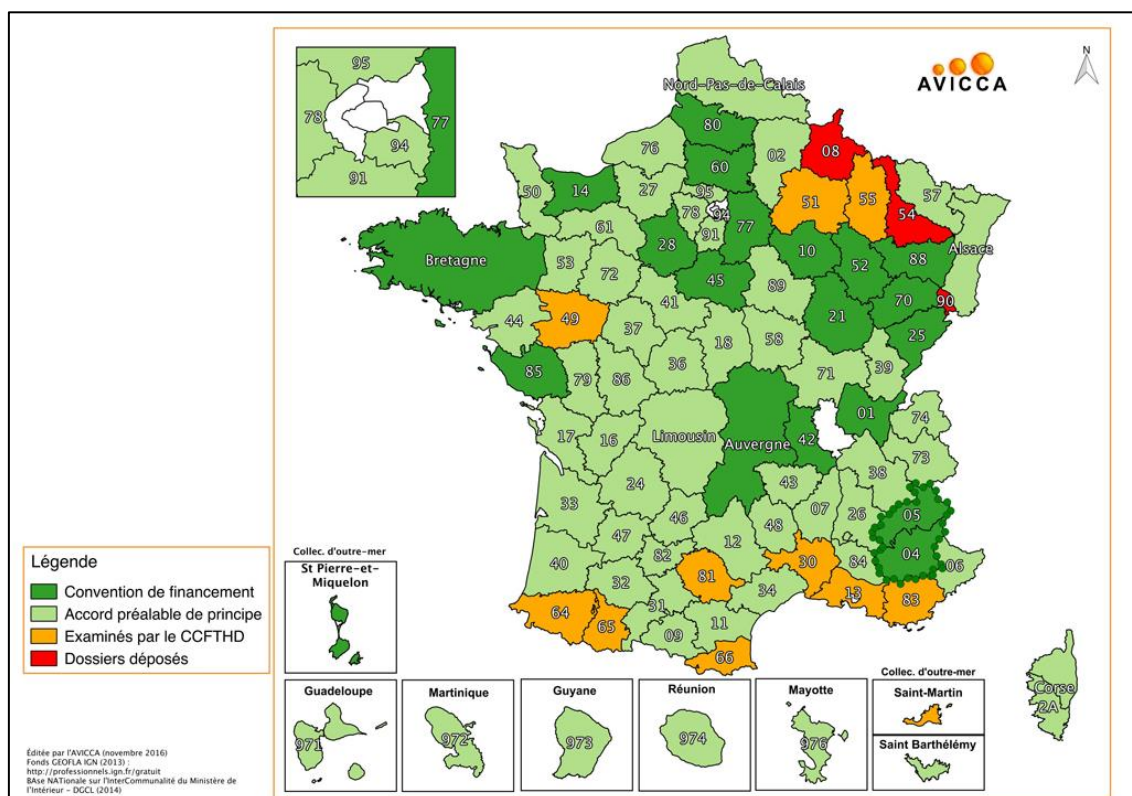 95
78
77
94
91
AVICCA
N
Nord-Pas-de-Calais
80
76
02
08
60
50
14
27
95
51
55
57
54
78
94
77
61
28
91
Alsace
Bretagne
10
52
88
53
72
45
89
70
90
41
21
44
49
37
25
18
58
85
36
39
79
86
71
01
74
Limousin
Auvergne
42
17
16
73
38
24
43
33
05
07
26
46
48
47
12
04
40
82
84
06
30
81
32
13
83
34
31
64
65
11
09
66
Légende
Convention de financement
Accord préalable de principe
Examinés par le CCFTHD
Dossiers déposés
Collec. d'outre-mer
St Pierre-et-
Miquelon
Guadeloupe
971
Martinique
972
Guyane
973
Réunion
974
Mayotte
976
Collec. d'outre-mer
Saint-Martin
Saint Barthélémy
Corse
2A
Éditée par l'AVICCA (novembre 2016)
Fonds GEOFLA IGN (2013) :
http://professionnels.ign.fr/gratuit
BAse NATionale sur l'InterCommunalité du Ministère de
l'Intérieur - DGCL (2014)